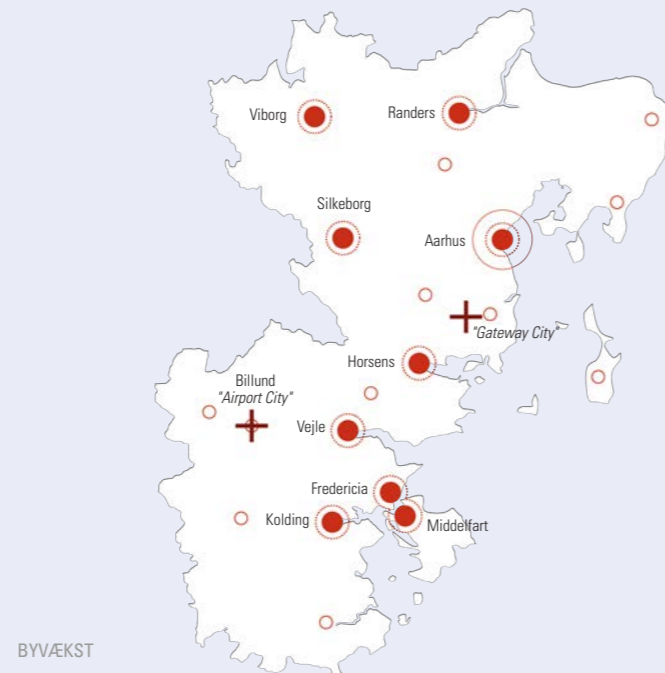 Viborg
Randers
Silkeborg
Aarhus
"Gateway City"
Horsens
Billund
"Airport City"
Vejle
Fredericia
Kolding
Middelfart
BYVÆKST